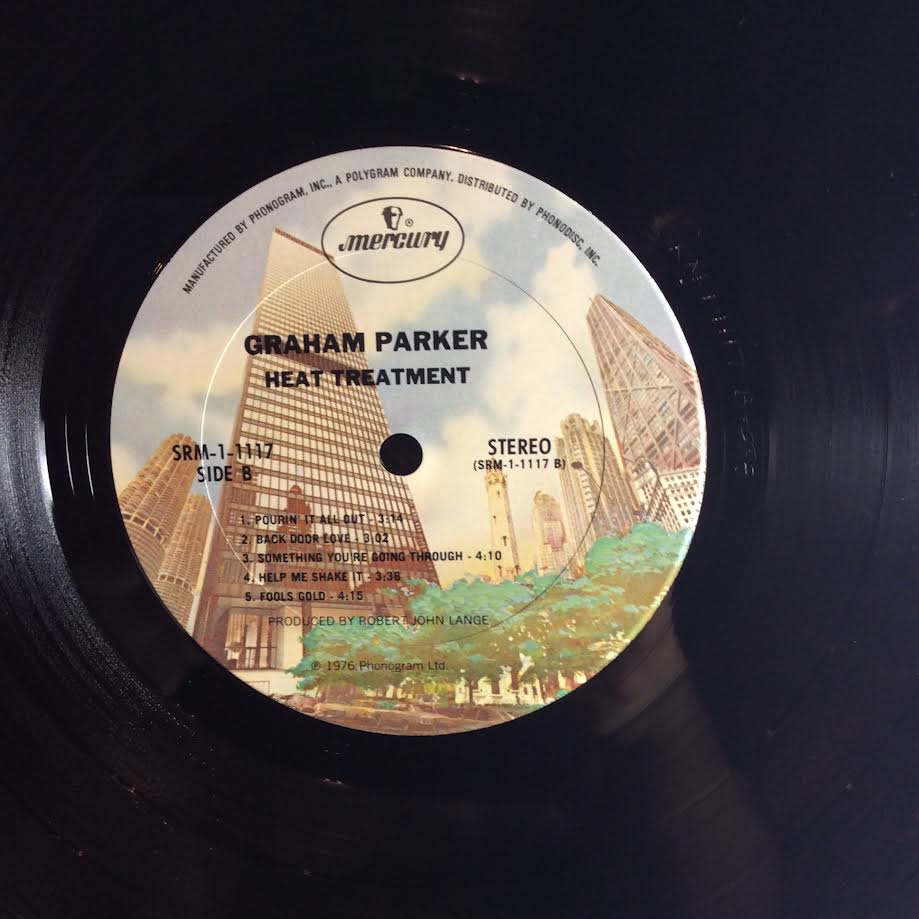 MANUFACTURED BY PHONOGRAM, INC., A POLYGRAM COMPANY. DISTRIBUTED BY PHONODISC, INC.
mercury ®
GRAHAM PARKER
HEAT TREATMENT
SRM-1-1117
SIDE B
STEREO
(SRM-1-1117 B)
1. POURIN' IT ALL OUT - 3:14
2. BACK DOOR LOVE - 3:02
3. SOMETHING YOU'RE GOING THROUGH - 4:10
4. HELP ME SHAKE IT - 3:38
5. FOOLS GOLD - 4:15
PRODUCED BY ROBERT JOHN LANGE
℗ 1976 Phonogram Ltd.